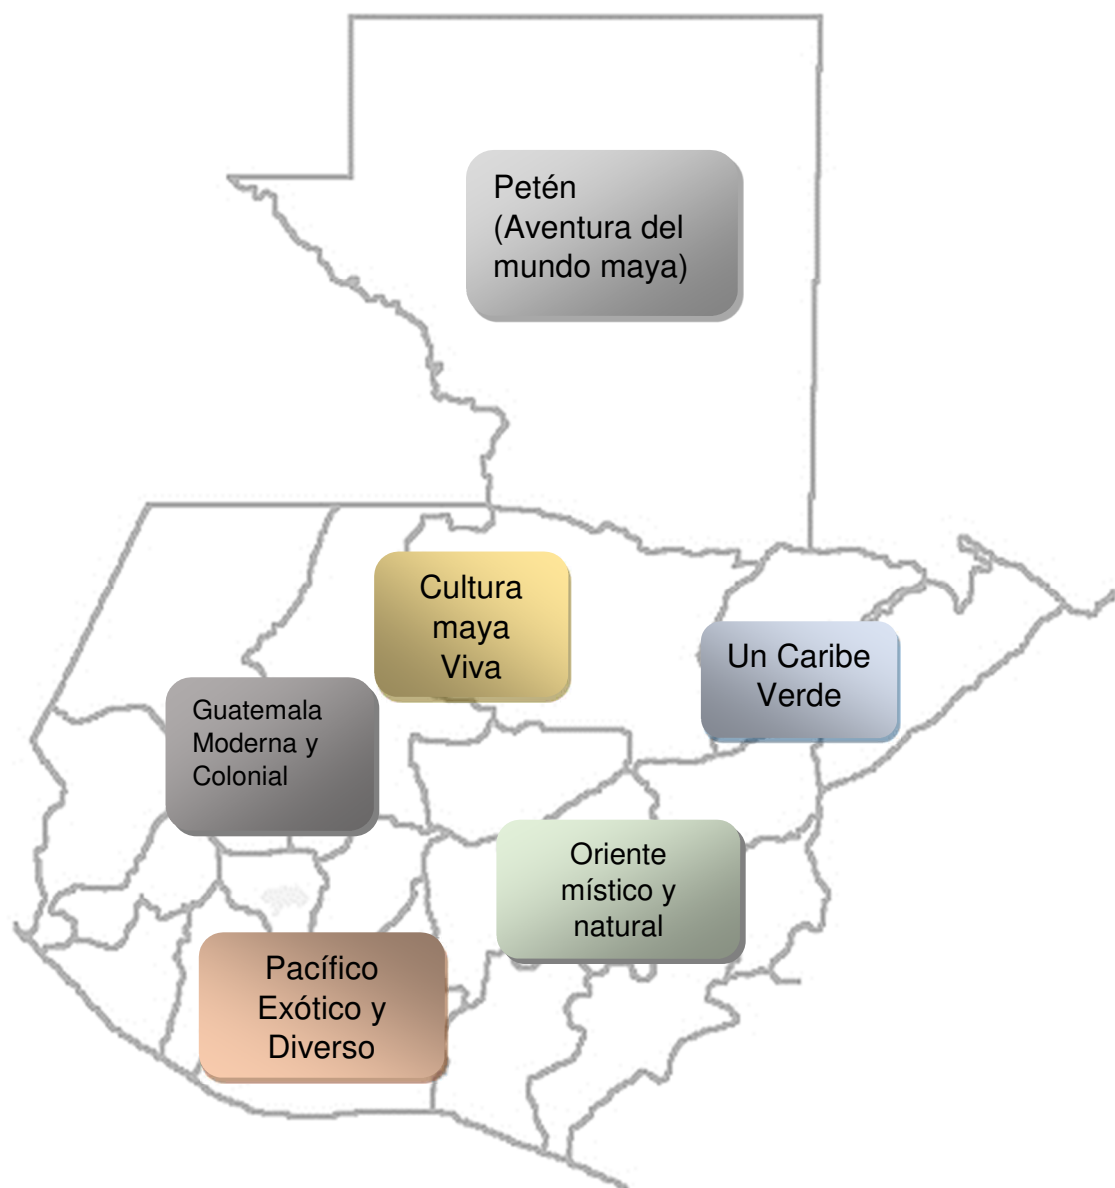 Petén
(Aventura del
mundo maya)
Cultura
maya
Viva
Un Caribe
Verde
Guatemala
Moderna y
Colonial
Oriente
místico y
natural
Pacífico
Exótico y
Diverso